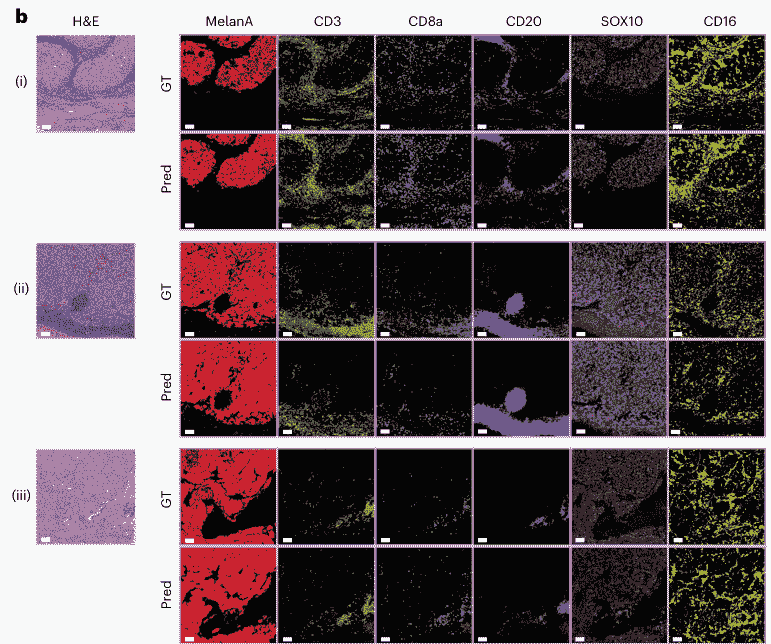 b
H&E MelanA CD3 CD8a CD20 SOX10 CD16
(i) GT
Pred
(ii) GT
Pred
(iii) GT
Pred